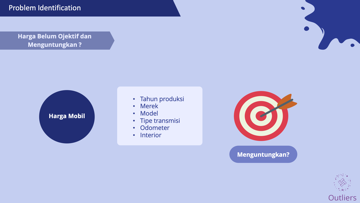 Problem Identification
Harga Belum Ojektif dan
Menguntungkan ?
Harga Mobil
• Tahun produksi
• Merek
• Model
• Tipe transmisi
• Odometer
• Interior
Menguntungkan?
Outliers